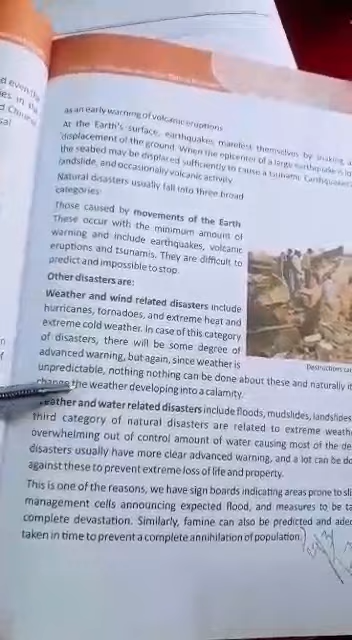 d even the
ies in the
d Chinese
as an early warning of volcanic eruptions
At the Earth's surface, earthquakes manifest themselves by shaking a
displacement of the ground. When the epicenter of a large earthquake is lo
the seabed may be displaced sufficiently to cause a tsunami. Earthquakes
landslide, and occasionally volcanic activity
Natural disasters usually fall into three broad
categories:
Those caused by movements of the Earth
These occur with the minimum amount of
warning and include earthquakes, volcanic
eruptions and tsunamis. They are difficult to
predict and impossible to stop.
Other disasters are:
Weather and wind related disasters include
hurricanes, tornadoes, and extreme heat and
extreme cold weather. In case of this category
of disasters, there will be some degree of
advanced warning, but again, since weather is
Destruction
unpredictable, nothing nothing can be done about these and naturally
change the weather developing into a calamity.
eather and water related disasters include floods, mudslides, landslides
third category of natural disasters are related to extreme weath
overwhelming out of control amount of water causing most of the de
disasters usually have more clear advanced warning, and a lot can be do
against these to prevent extreme loss of life and property.
This is one of the reasons, we have sign boards indicating areas prone to sli
management cells announcing expected flood, and measures to be ta
complete devastation. Similarly, famine can also be predicted and adeq
taken in time to prevent a complete annihilation of population.